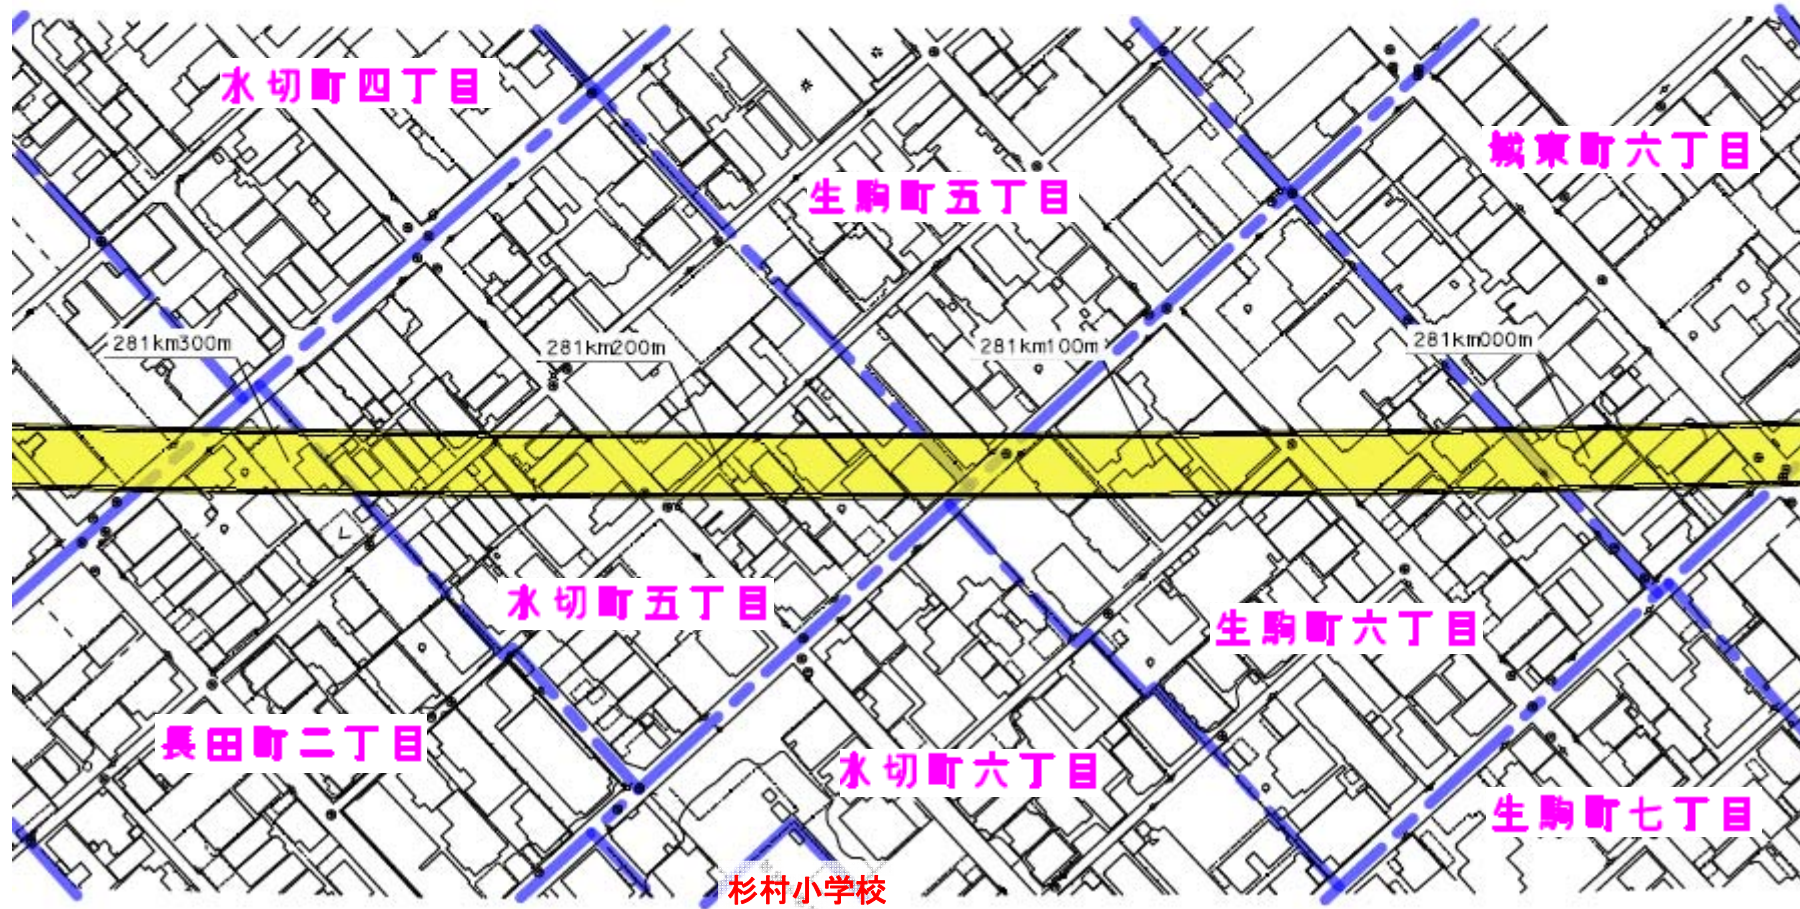 水切町四丁目
城東町六丁目
生駒町五丁目
281km300m
281km200m
281km100m
281km000m
水切町五丁目
生駒町六丁目
長田町二丁目
水切町六丁目
生駒町七丁目
杉村小学校